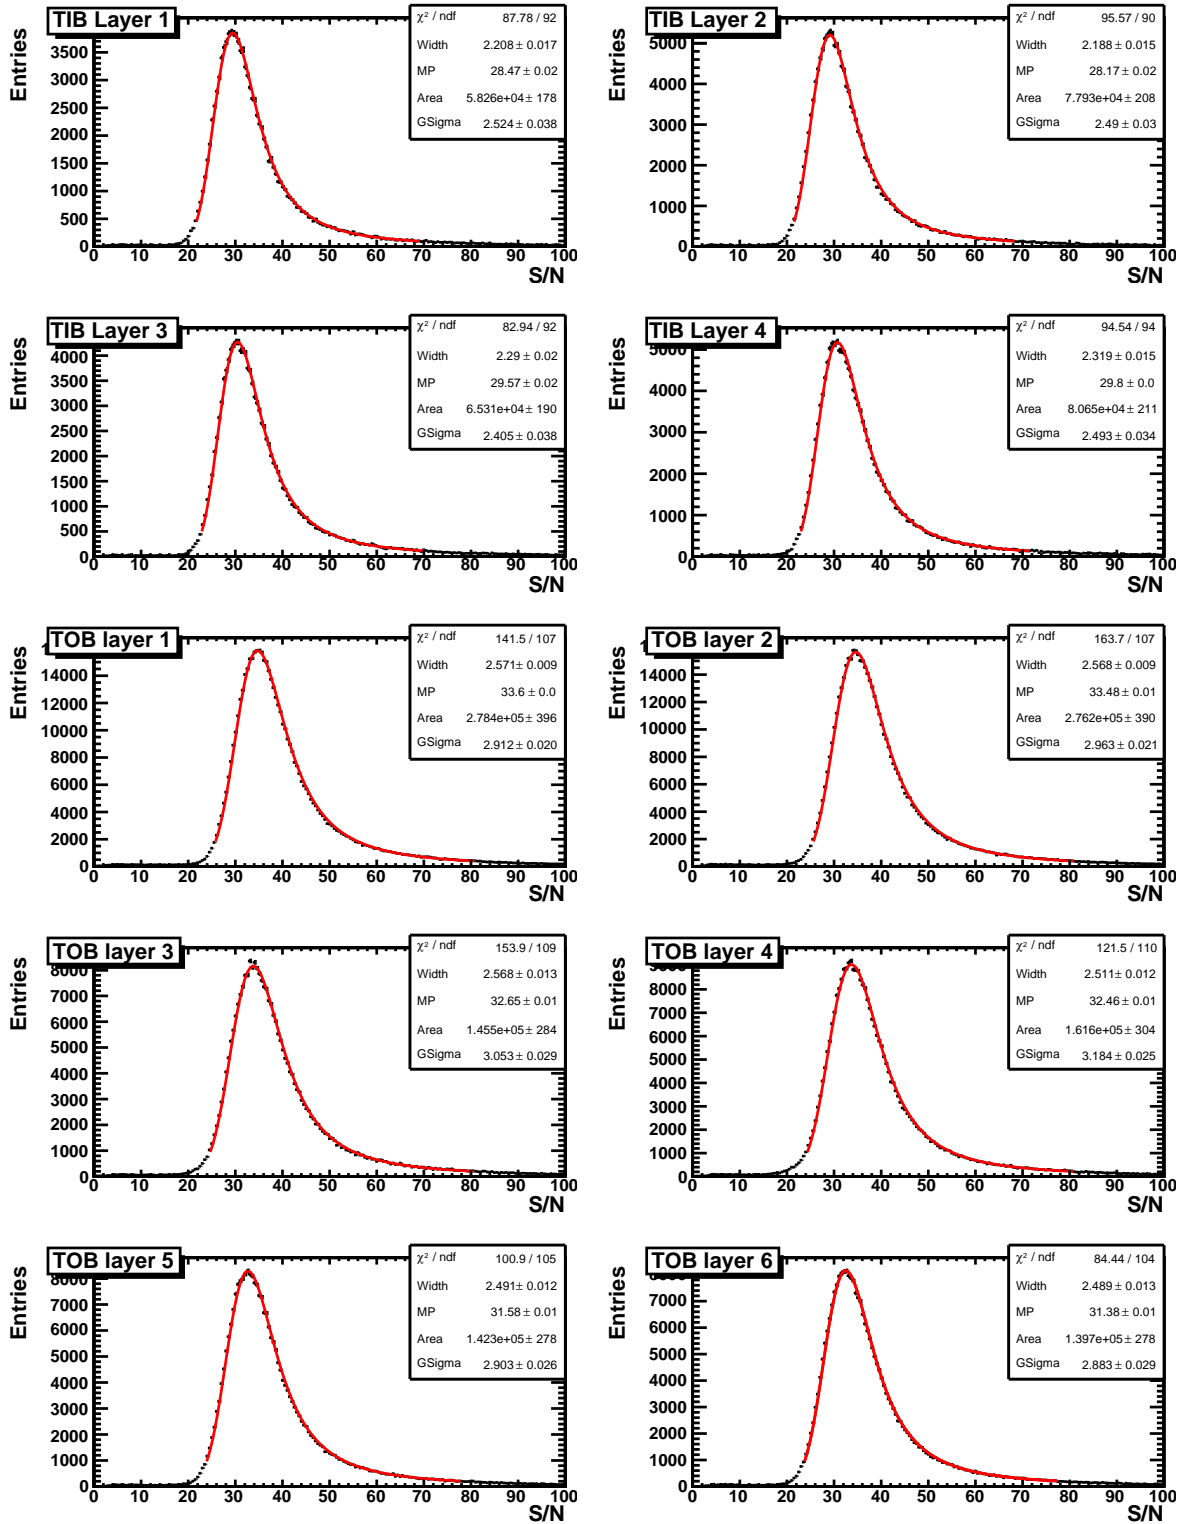 TIB Layer 1
χ² / ndf 87.78 / 92
Width 2.208 ± 0.017
MP 28.47 ± 0.02
Area 5.826e+04 ± 178
GSigma 2.524 ± 0.038
Entries
3500
3000
2500
2000
1500
1000
500
0
0 10 20 30 40 50 60 70 80 90 100
S/N
TIB Layer 2
χ² / ndf 95.57 / 90
Width 2.188 ± 0.015
MP 28.17 ± 0.02
Area 7.793e+04 ± 208
GSigma 2.49 ± 0.03
Entries
5000
4000
3000
2000
1000
0
0 10 20 30 40 50 60 70 80 90 100
S/N
TIB Layer 3
χ² / ndf 82.94 / 92
Width 2.29 ± 0.02
MP 29.57 ± 0.02
Area 6.531e+04 ± 190
GSigma 2.405 ± 0.038
Entries
4000
3500
3000
2500
2000
1500
1000
500
0
0 10 20 30 40 50 60 70 80 90 100
S/N
TIB Layer 4
χ² / ndf 94.54 / 94
Width 2.319 ± 0.015
MP 29.8 ± 0.0
Area 8.065e+04 ± 211
GSigma 2.493 ± 0.034
Entries
5000
4000
3000
2000
1000
0
0 10 20 30 40 50 60 70 80 90 100
S/N
TOB layer 1
χ² / ndf 141.5 / 107
Width 2.571 ± 0.009
MP 33.6 ± 0.0
Area 2.784e+05 ± 396
GSigma 2.912 ± 0.020
Entries
14000
12000
10000
8000
6000
4000
2000
0
0 10 20 30 40 50 60 70 80 90 100
S/N
TOB layer 2
χ² / ndf 163.7 / 107
Width 2.568 ± 0.009
MP 33.48 ± 0.01
Area 2.762e+05 ± 390
GSigma 2.963 ± 0.021
Entries
14000
12000
10000
8000
6000
4000
2000
0
0 10 20 30 40 50 60 70 80 90 100
S/N
TOB layer 3
χ² / ndf 153.9 / 109
Width 2.568 ± 0.013
MP 32.65 ± 0.01
Area 1.455e+05 ± 284
GSigma 3.053 ± 0.029
Entries
8000
7000
6000
5000
4000
3000
2000
1000
0
0 10 20 30 40 50 60 70 80 90 100
S/N
TOB layer 4
χ² / ndf 121.5 / 110
Width 2.511 ± 0.012
MP 32.46 ± 0.01
Area 1.616e+05 ± 304
GSigma 3.184 ± 0.025
Entries
8000
7000
6000
5000
4000
3000
2000
1000
0
0 10 20 30 40 50 60 70 80 90 100
S/N
TOB layer 5
χ² / ndf 100.9 / 105
Width 2.491 ± 0.012
MP 31.58 ± 0.01
Area 1.423e+05 ± 278
GSigma 2.903 ± 0.026
Entries
8000
7000
6000
5000
4000
3000
2000
1000
0
0 10 20 30 40 50 60 70 80 90 100
S/N
TOB layer 6
χ² / ndf 84.44 / 104
Width 2.489 ± 0.013
MP 31.38 ± 0.01
Area 1.397e+05 ± 278
GSigma 2.883 ± 0.029
Entries
7000
6000
5000
4000
3000
2000
1000
0
0 10 20 30 40 50 60 70 80 90 100
S/N